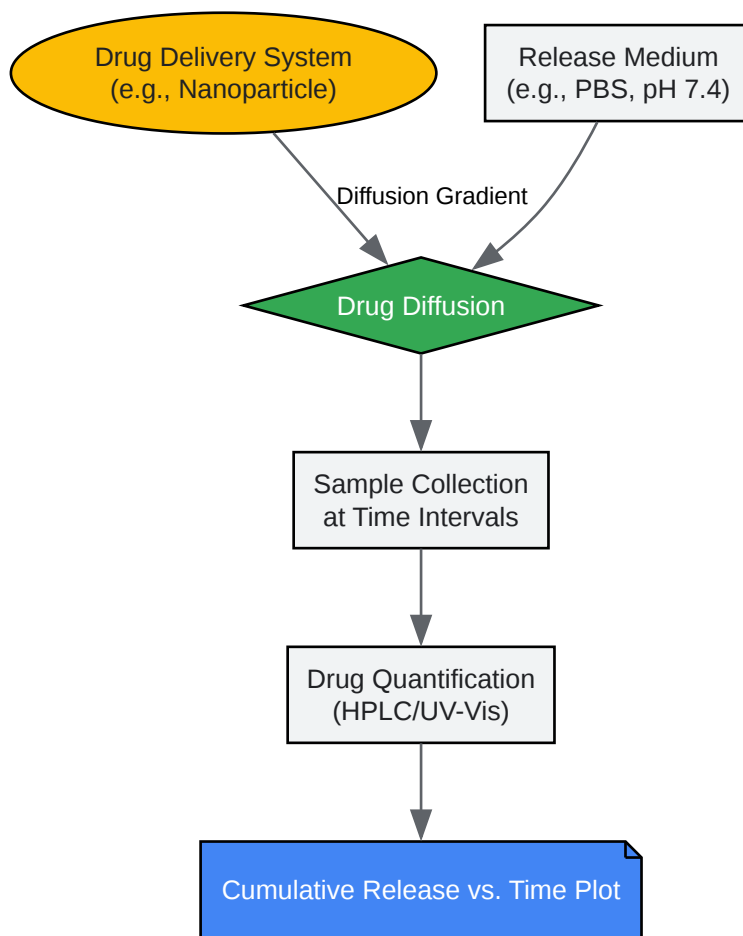 Drug Delivery System
(e.g., Nanoparticle)
Release Medium
(e.g., PBS, pH 7.4)
Diffusion Gradient
Drug Diffusion
Sample Collection
at Time Intervals
Drug Quantification
(HPLC/UV-Vis)
Cumulative Release vs. Time Plot